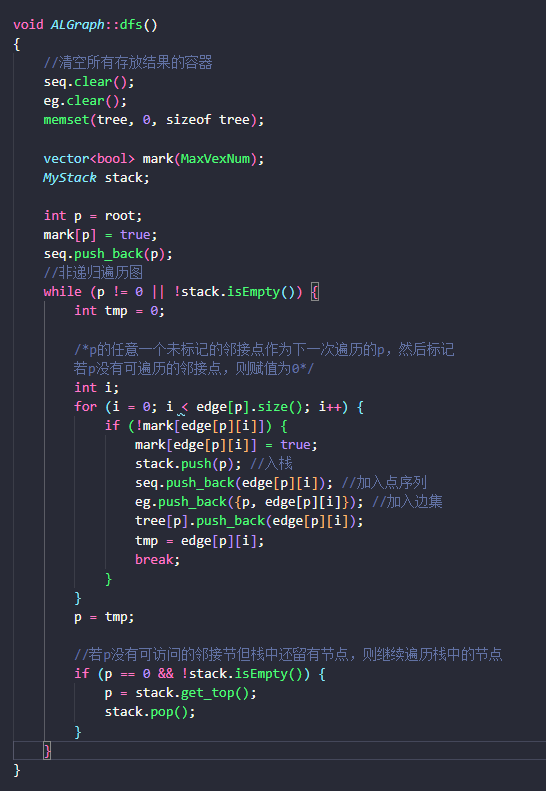 void ALGraph::dfs()
{
    //清空所有存放结果的容器
    seq.clear();
    eg.clear();
    memset(tree, 0, sizeof tree);

    vector<bool> mark(MaxVexNum);
    MyStack stack;

    int p = root;
    mark[p] = true;
    seq.push_back(p);
    //非递归遍历图
    while (p != 0 || !stack.isEmpty()) {
        int tmp = 0;

        /*p的任意一个未标记的邻接点作为下一次遍历的p，然后标记
        若p没有可遍历的邻接点，则赋值为0*/
        int i;
        for (i = 0; i < edge[p].size(); i++) {
            if (!mark[edge[p][i]]) {
                mark[edge[p][i]] = true;
                stack.push(p); //入栈
                seq.push_back(edge[p][i]); //加入点序列
                eg.push_back({p, edge[p][i]}); //加入边集
                tree[p].push_back(edge[p][i]);
                tmp = edge[p][i];
                break;
            }
        }
        p = tmp;

        //若p没有可访问的邻接节但栈中还留有节点，则继续遍历栈中的节点
        if (p == 0 && !stack.isEmpty()) {
            p = stack.get_top();
            stack.pop();
        }
    }
}